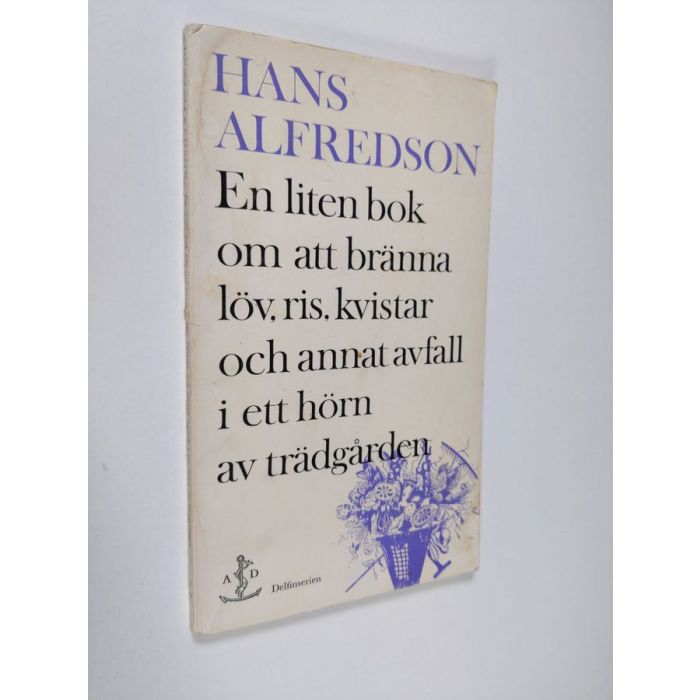 HANS
ALFREDSON
En liten bok
om att bränna
löv, ris, kvistar
och annat avfall
i ett hörn
av trädgården
A D
Delfinserien